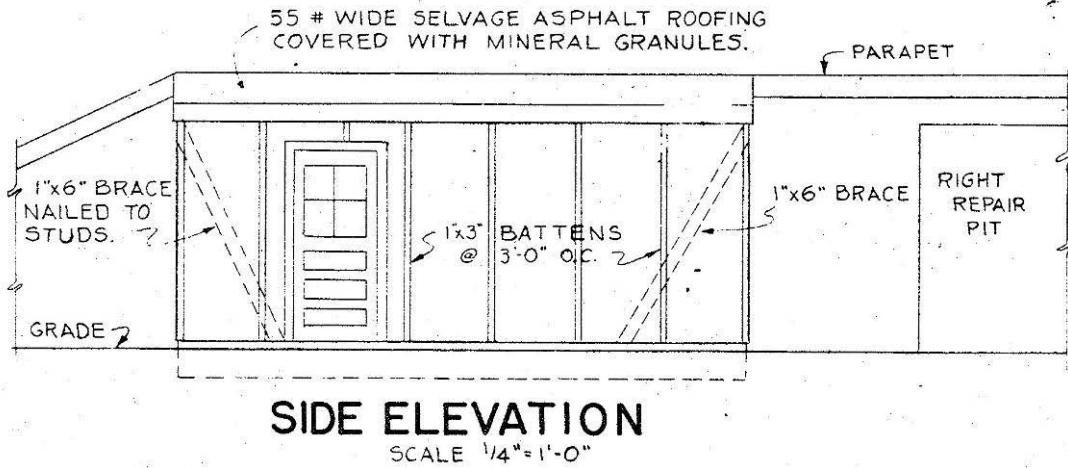 55 # WIDE SELVAGE ASPHALT ROOFING
COVERED WITH MINERAL GRANULES.
PARAPET
1"x6" BRACE
NAILED TO
STUDS.
1"x3" BATTENS
@ 3'-0" O.C.
1"x6" BRACE
RIGHT
REPAIR
PIT
GRADE
SIDE ELEVATION
SCALE 1/4"=1'-0"